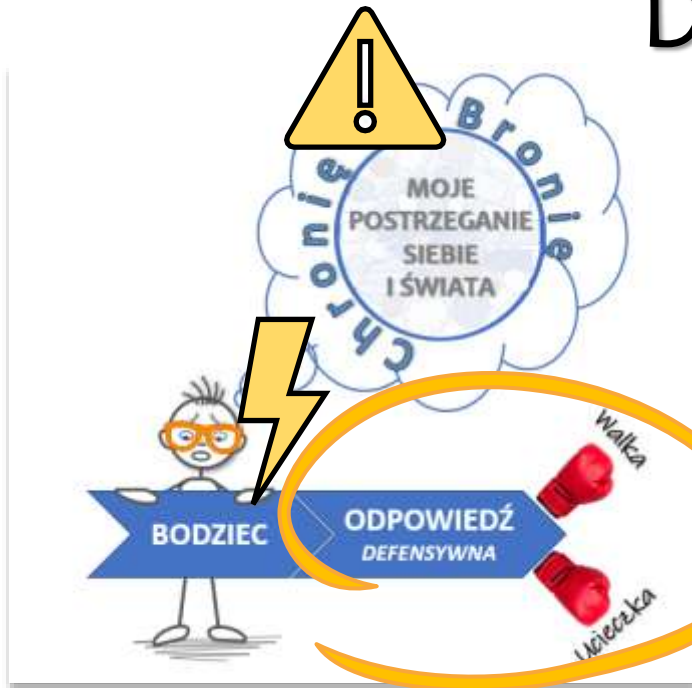 D
Chronię
Bronię
MOJE
POSTRZEGANIE
SIEBIE
I ŚWIATA
BODZIEC
ODPOWIEDŹ
DEFENSYWNA
Walka
Ucieczka